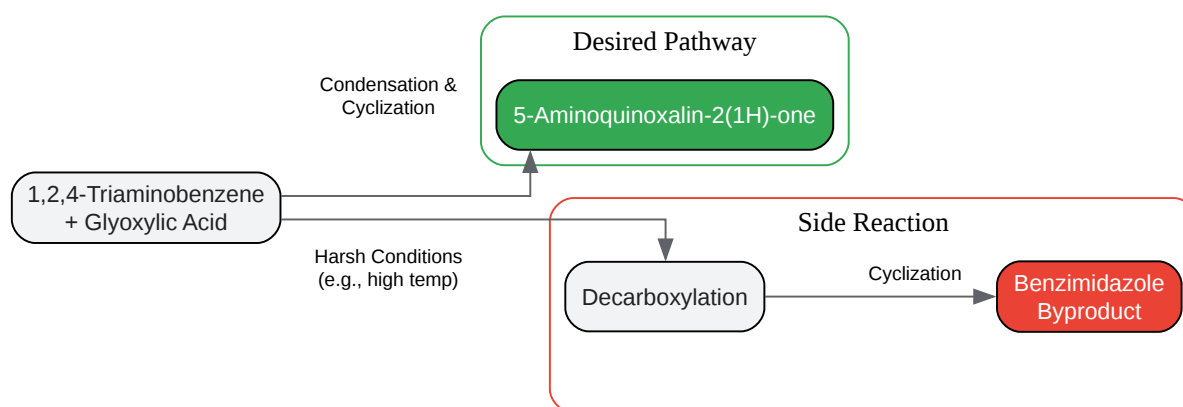 Desired Pathway
Condensation &
Cyclization
5-Aminoquinoxalin-2(1H)-one
1,2,4-Triaminobenzene
+ Glyoxylic Acid
Side Reaction
Harsh Conditions
(e.g., high temp)
Decarboxylation
Cyclization
Benzimidazole
Byproduct